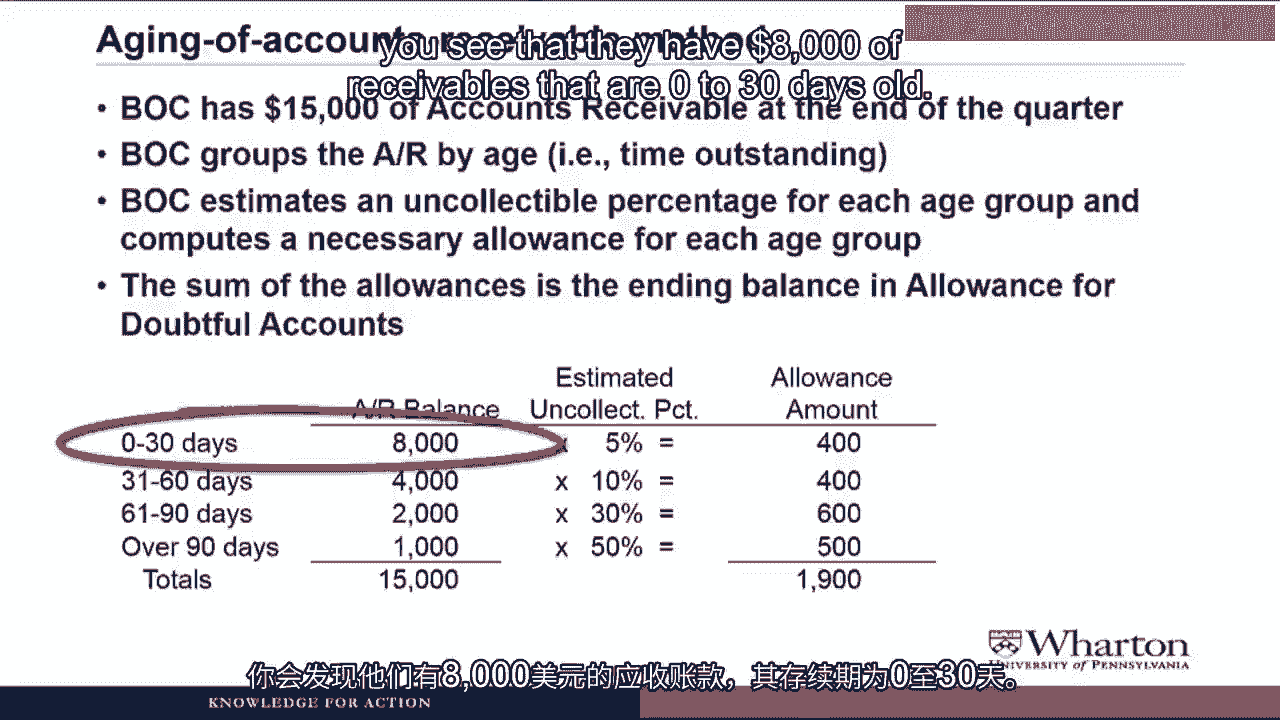 Aging-of-accounts
you see that they have $8,000 of
receivables that are 0 to 30 days old.
• BOC has $15,000 of Accounts Receivable at the end of the quarter
• BOC groups the A/R by age (i.e., time outstanding)
• BOC estimates an uncollectible percentage for each age group and
computes a necessary allowance for each age group
• The sum of the allowances is the ending balance in Allowance for
Doubtful Accounts
Estimated Allowance
A/R Balance Uncollect. Pct. Amount
0-30 days 8,000 x 5% = 400
31-60 days 4,000 x 10% = 400
61-90 days 2,000 x 30% = 600
Over 90 days 1,000 x 50% = 500
Totals 15,000 1,900
Wharton
UNIVERSITY of PENNSYLVANIA
你会发现他们有8,000美元的应收账款，其存续期为0至30天。
KNOWLEDGE FOR ACTION